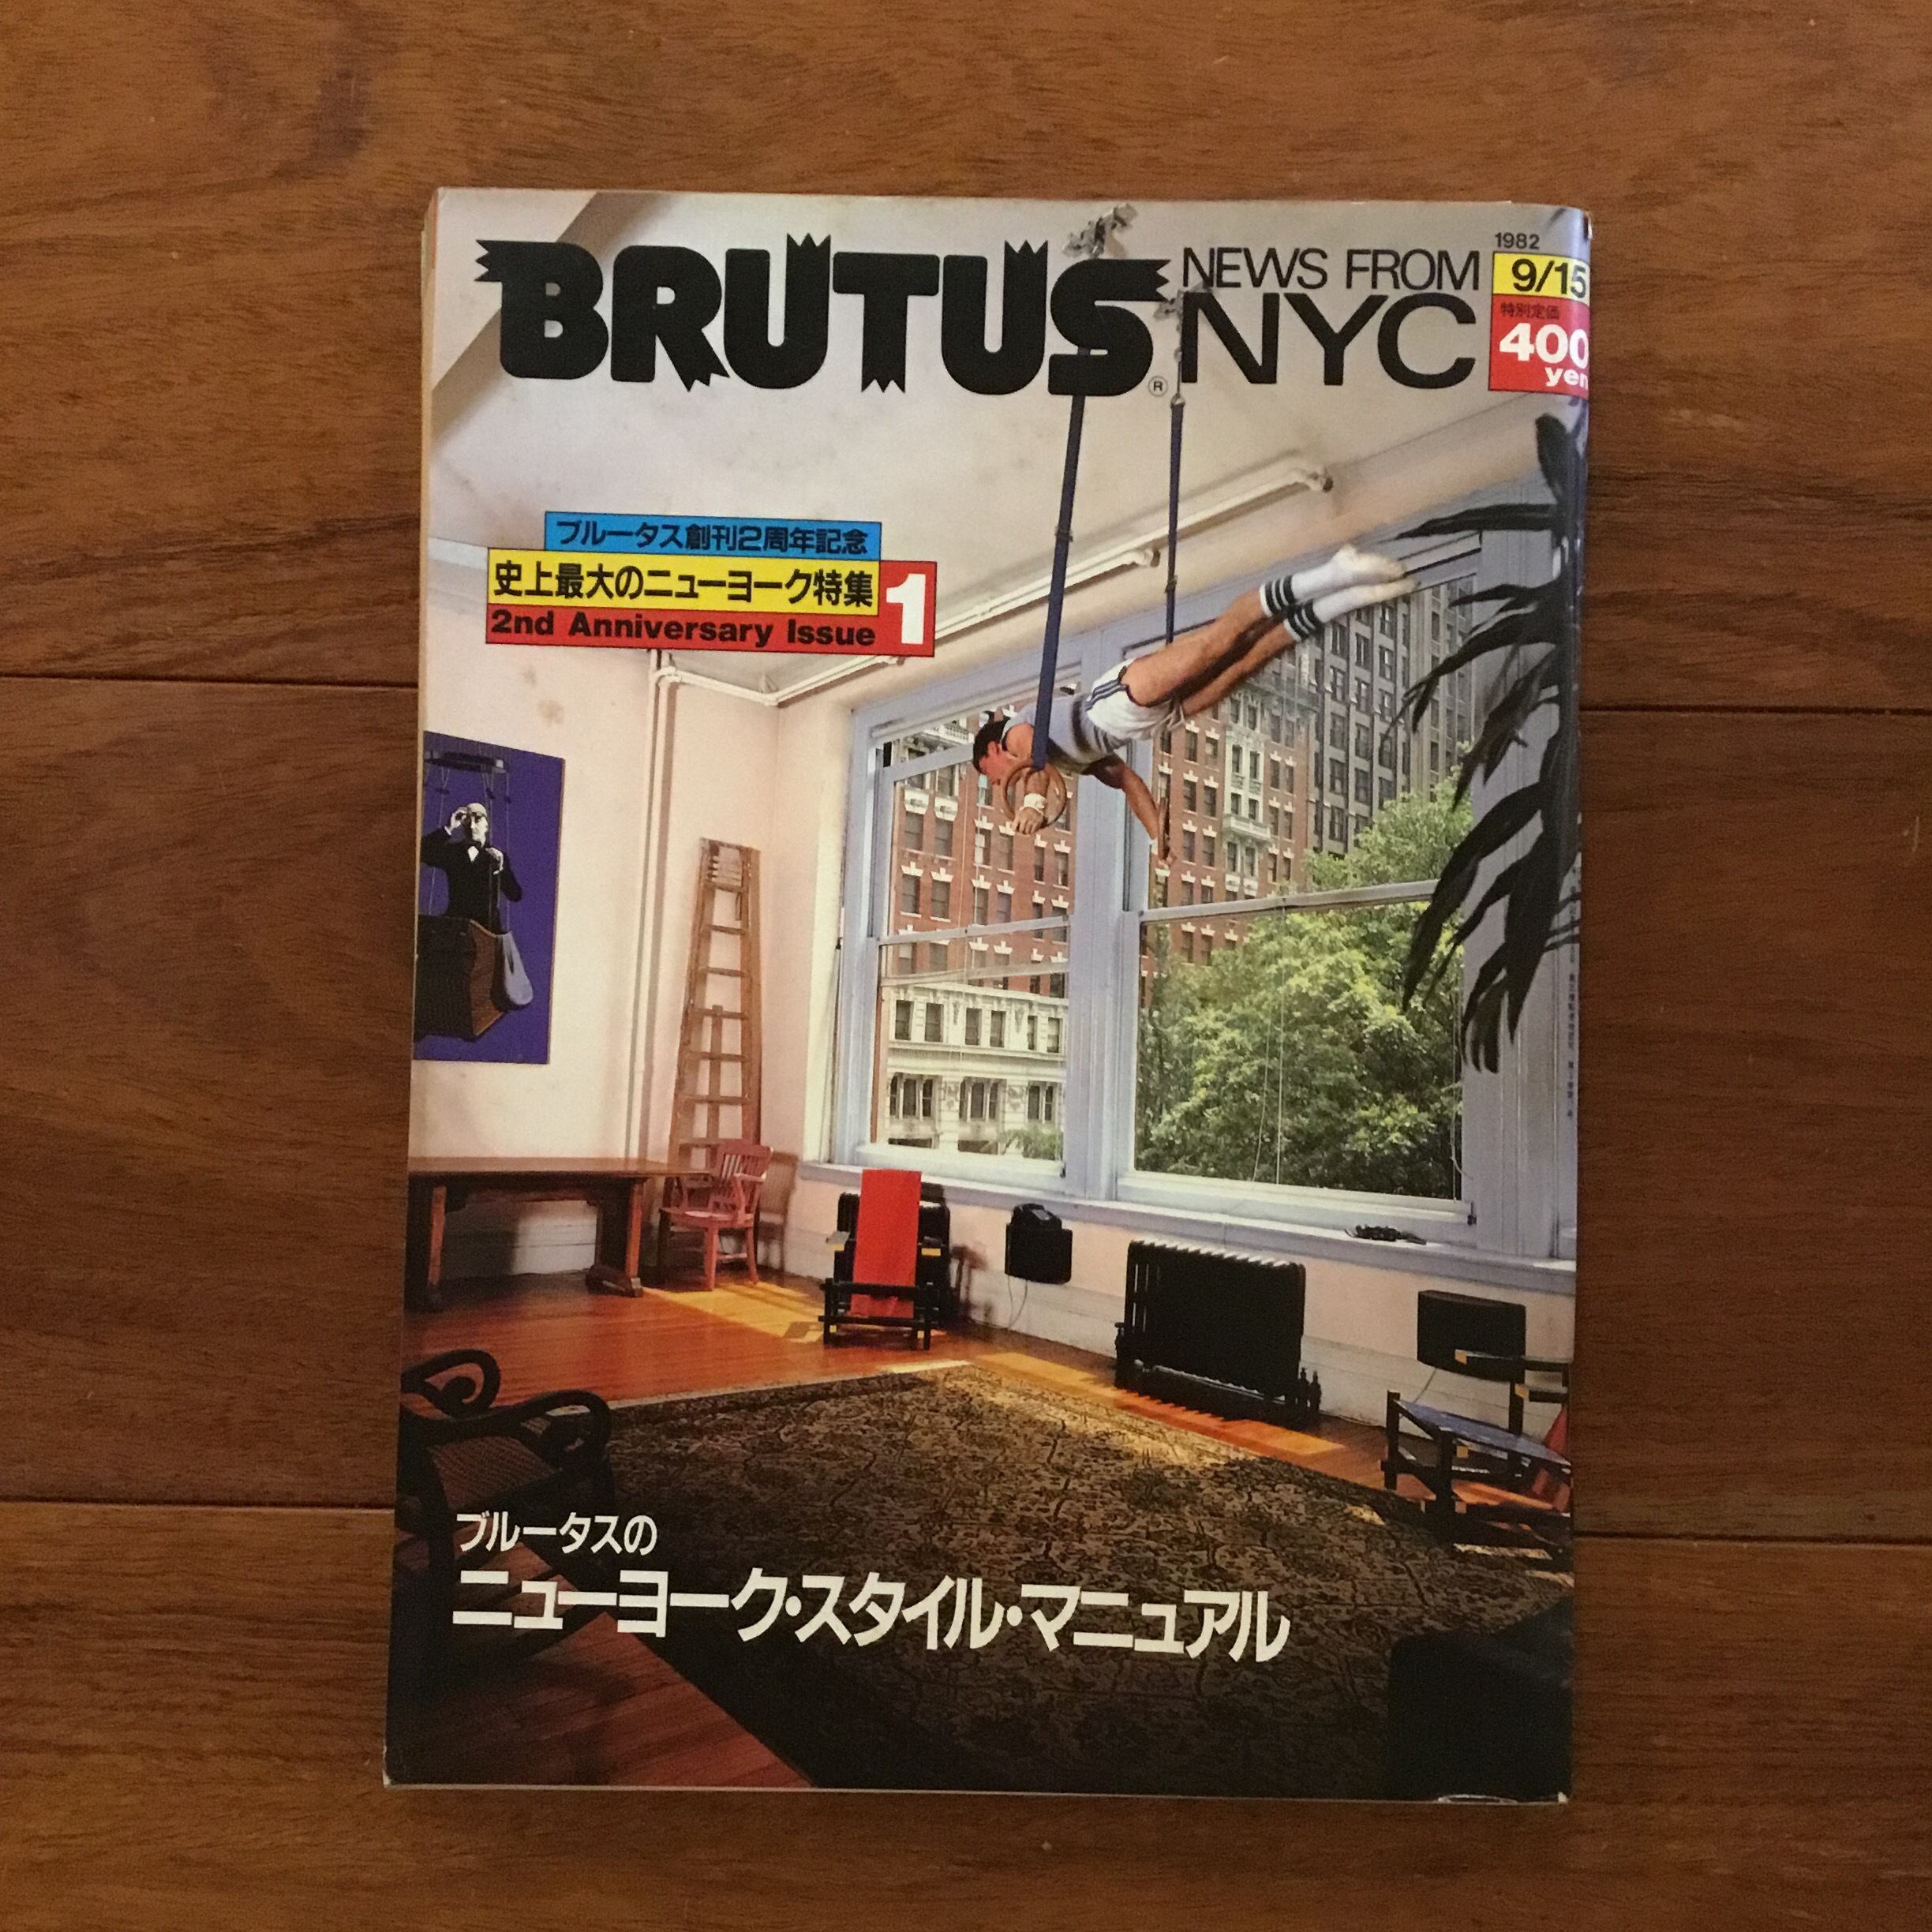 BRUTUS
®
NEWS FROM
NYC
1982
9/15
特別定価
400
yen
ブルータス創刊2周年記念
史上最大のニューヨーク特集
2nd Anniversary Issue
1
ブルータスの
ニューヨーク・スタイル・マニュアル